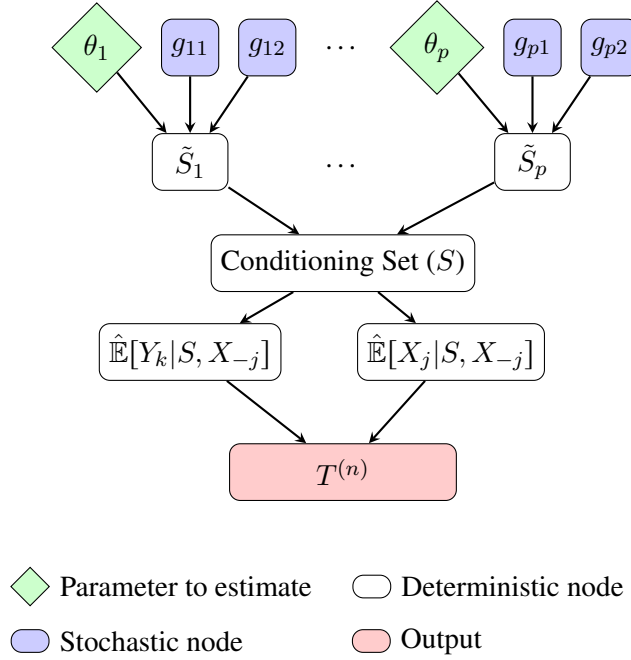 θ₁ g₁₁ g₁₂ ⋯ θₚ gₚ₁ gₚ₂
S̃₁ ⋯ S̃ₚ
Conditioning Set (S)
𝔼̂[Yₖ|S, X₋ⱼ] 𝔼̂[Xⱼ|S, X₋ⱼ]
T⁽ⁿ⁾
Parameter to estimate Deterministic node
Stochastic node Output